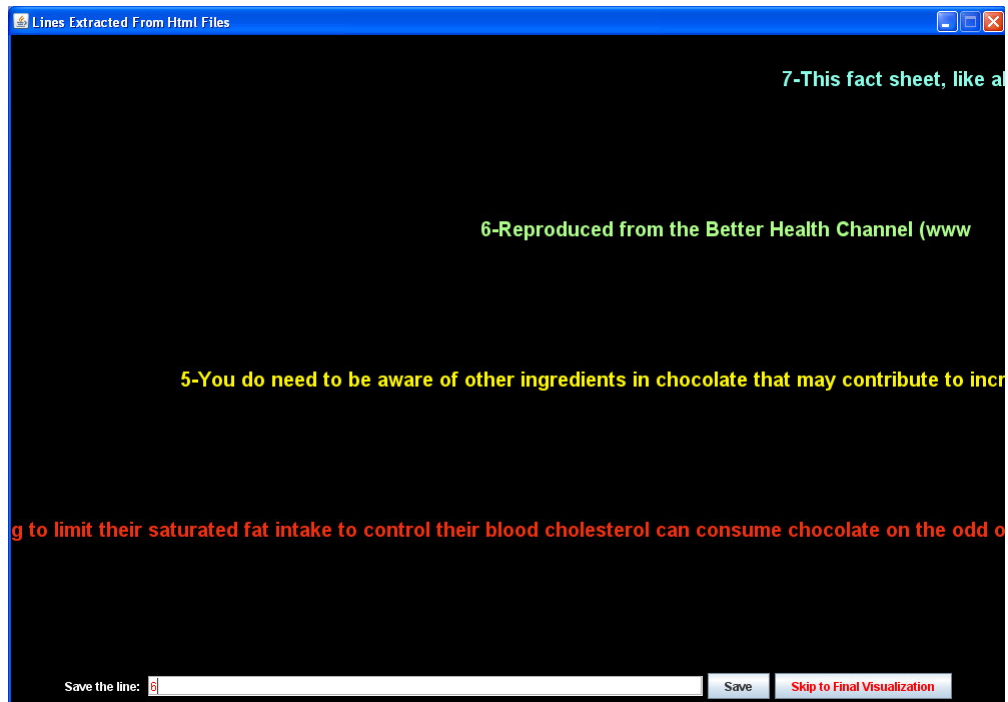 Lines Extracted From Html Files
7-This fact sheet, like
6-Reproduced from the Better Health Channel (www
5-You do need to be aware of other ingredients in chocolate that may contribute to
to limit their saturated fat intake to control their blood cholesterol can consume chocolate on the odd
Save the line: 6 Save Skip to Final Visualization